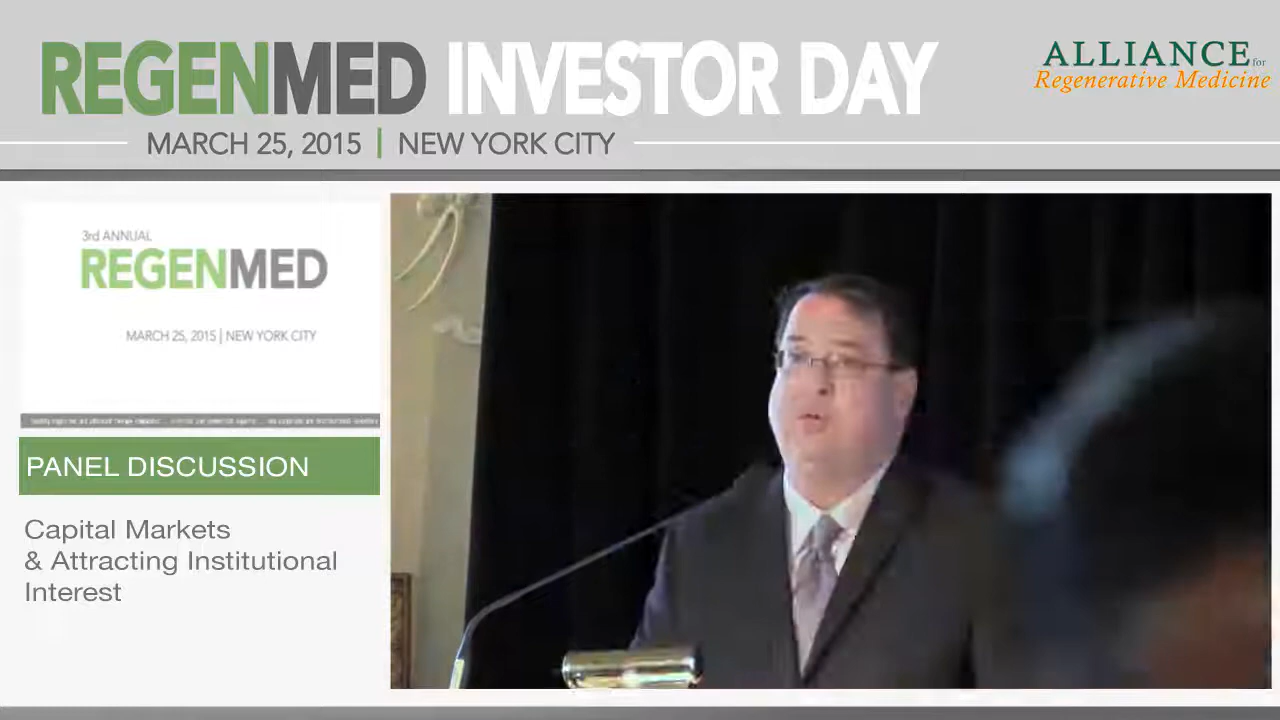 REGENMED INVESTOR DAY
MARCH 25, 2015 | NEW YORK CITY
ALLIANCE for
Regenerative Medicine
3rd ANNUAL
REGENMED
MARCH 25, 2015 | NEW YORK CITY
PANEL DISCUSSION
Capital Markets
& Attracting Institutional
Interest